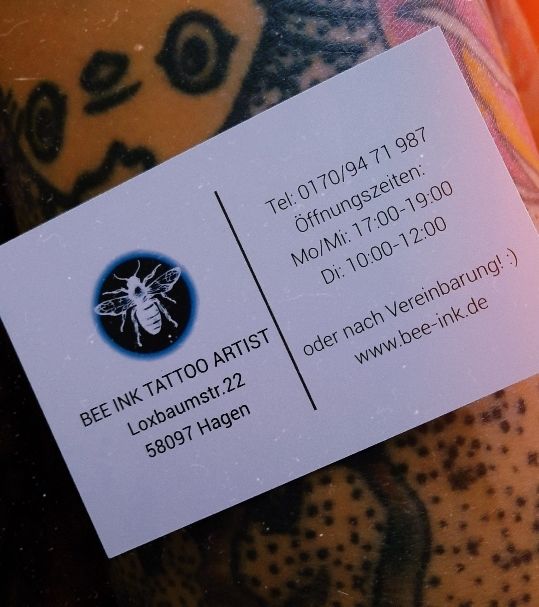 BEE INK TATTOO ARTIST
Loxbaumstr.22
58097 Hagen
Tel: 0170/94 71 987
Öffnungszeiten:
Mo/Mi: 17:00-19:00
Di: 10:00-12:00
oder nach Vereinbarung! :)
www.bee-ink.de